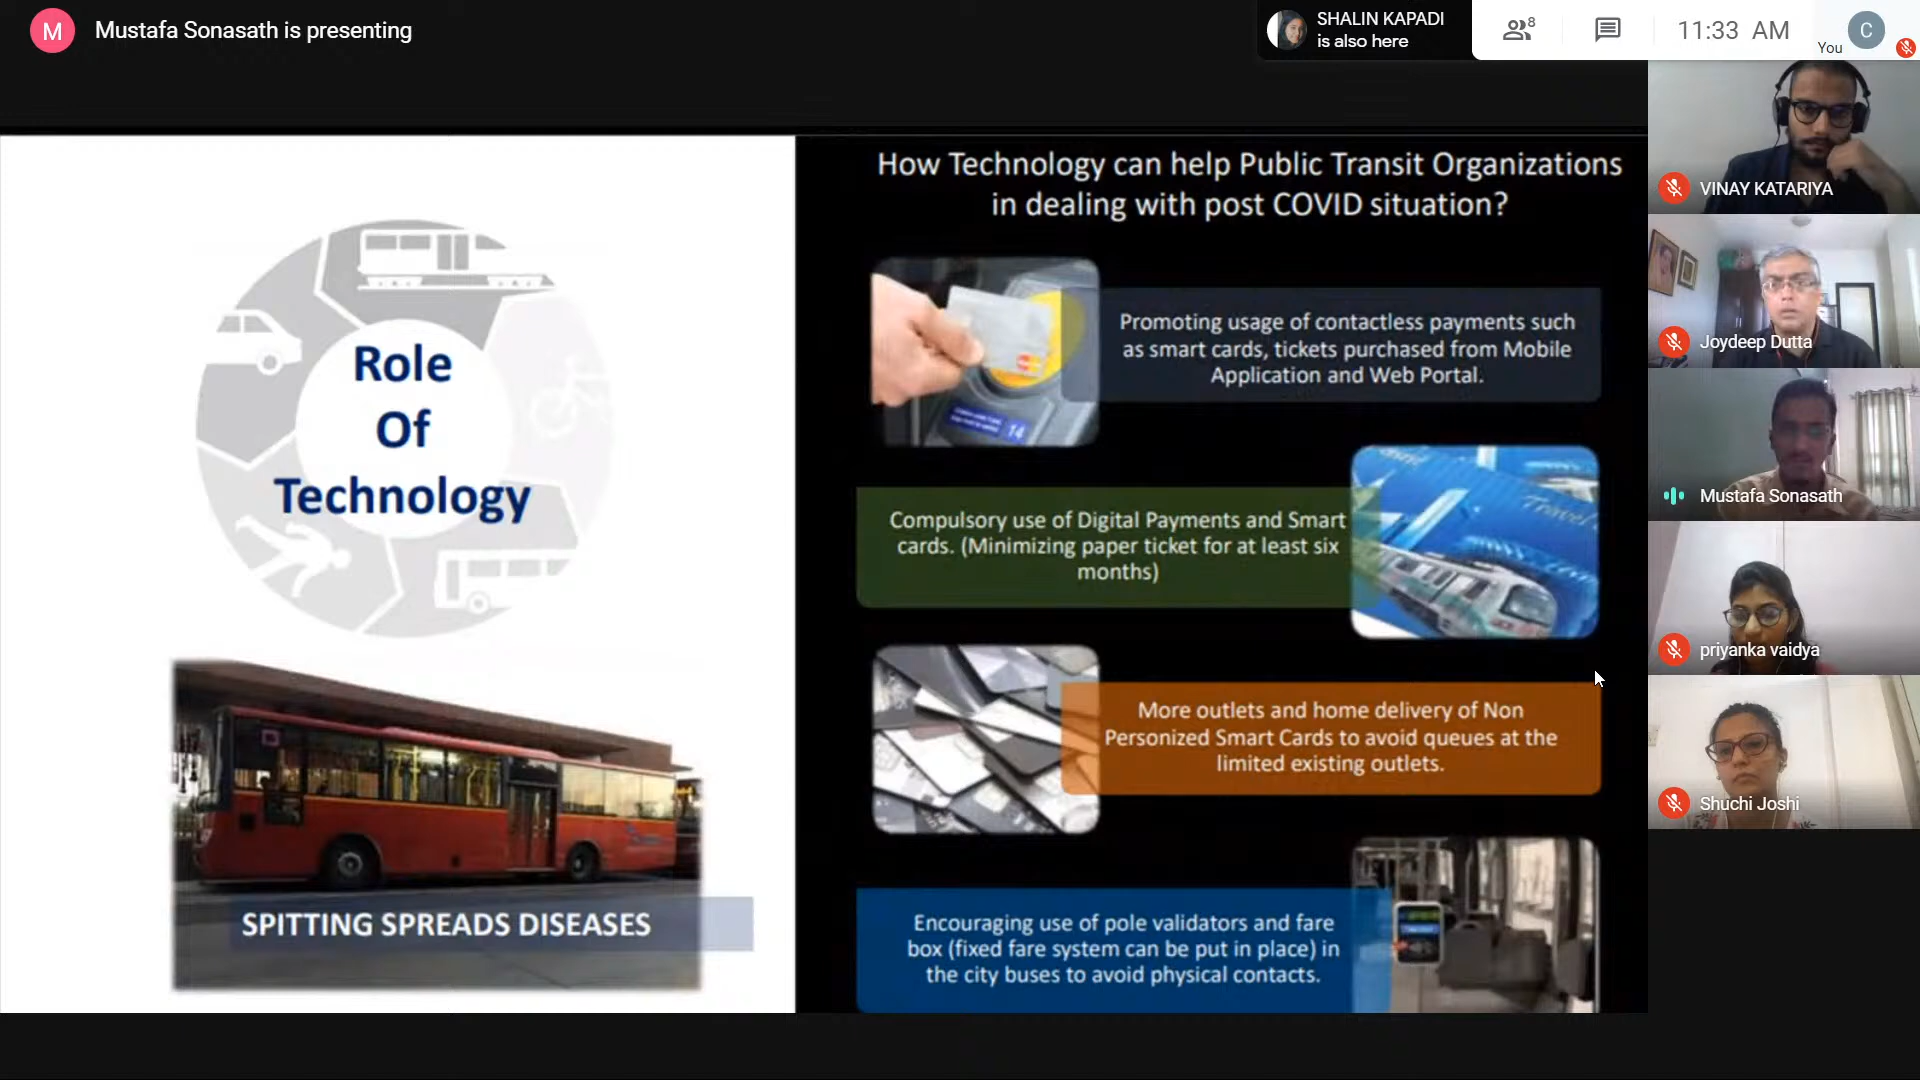 M
Mustafa Sonasath is presenting
SHALIN KAPADI
is also here
8
11:33 AM
You
C
Role
Of
Technology
SPITTING SPREADS DISEASES
How Technology can help Public Transit Organizations
in dealing with post COVID situation?
14
Promoting usage of contactless payments such
as smart cards, tickets purchased from Mobile
Application and Web Portal.
Compulsory use of Digital Payments and Smart
cards. (Minimizing paper ticket for at least six
months)
Travel
More outlets and home delivery of Non
Personized Smart Cards to avoid queues at the
limited existing outlets.
Encouraging use of pole validators and fare
box (fixed fare system can be put in place) in
the city buses to avoid physical contacts.
VINAY KATARIYA
Joydeep Dutta
Mustafa Sonasath
priyanka vaidya
Shuchi Joshi